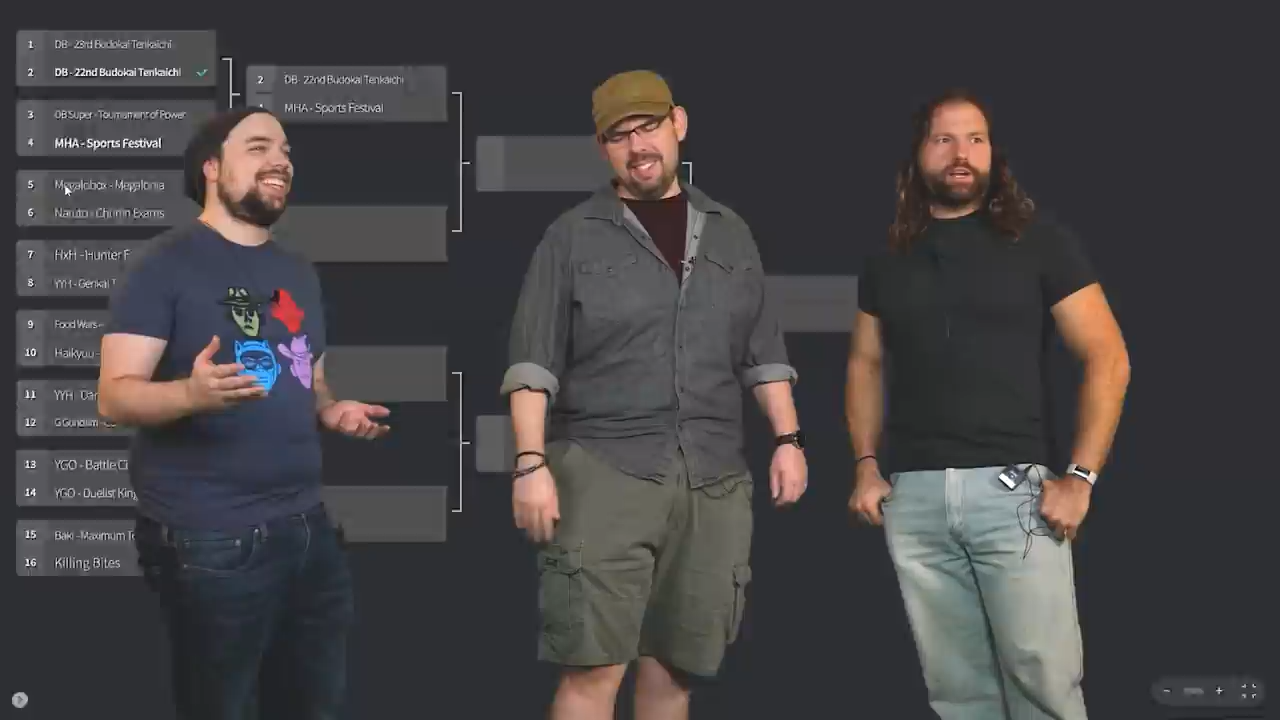 1 DB - 23rd Budokai Tenkaichi
2 DB - 22nd Budokai Tenkaichi
3 DB Super - Tournament of Power
4 MHA - Sports Festival
5 Megalobox - Megalonia
6 Naruto - Chunin Exams
7 HxH - Hunter
8 YYH - Genkai
9 Food Wars -
10 Haikyuu -
11 YYH
12 G Gundam -
13 YGO - Battle
14 YGO - Duelist
15 Baki - Maximum
16 Killing Bites
2 DB - 22nd Budokai Tenkaichi
MHA - Sports Festival